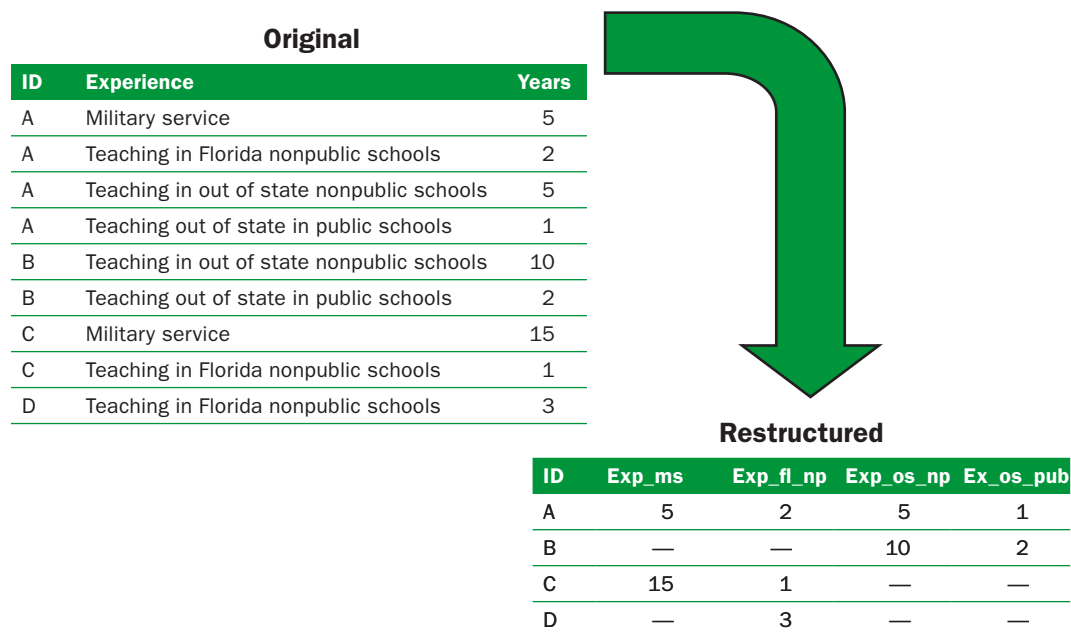 Original
ID Experience Years
A Military service 5
A Teaching in Florida nonpublic schools 2
A Teaching in out of state nonpublic schools 5
A Teaching out of state in public schools 1
B Teaching in out of state nonpublic schools 10
B Teaching out of state in public schools 2
C Military service 15
C Teaching in Florida nonpublic schools 1
D Teaching in Florida nonpublic schools 3
Restructured
ID Exp_ms Exp_fl_np Exp_os_np Ex_os_pub
A 5 2 5 1
B — — 10 2
C 15 1 — —
D — 3 — —